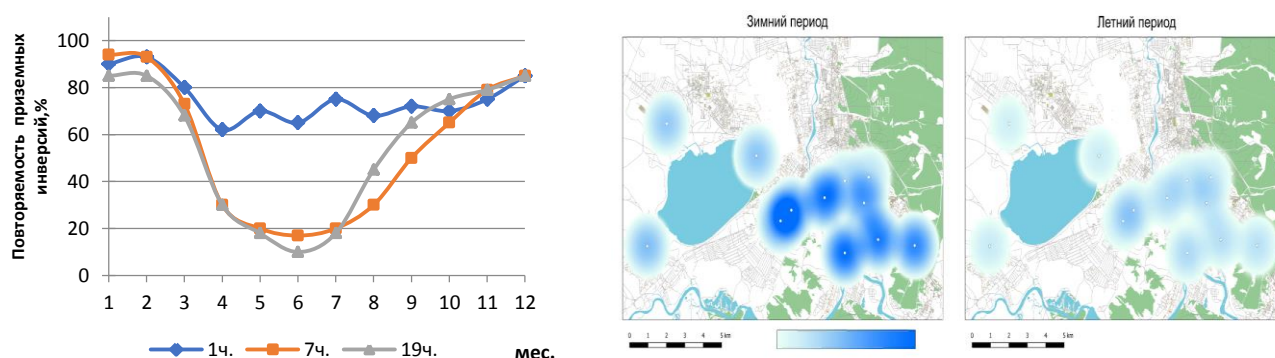 Повторяемость приземных
инверсий,%
100
80
60
40
20
0
1 2 3 4 5 6 7 8 9 10 11 12
1ч. 7ч. 19ч. мес.
Зимний период
0 1 2 3 4 5 km
Летний период
0 1 2 3 4 5 km